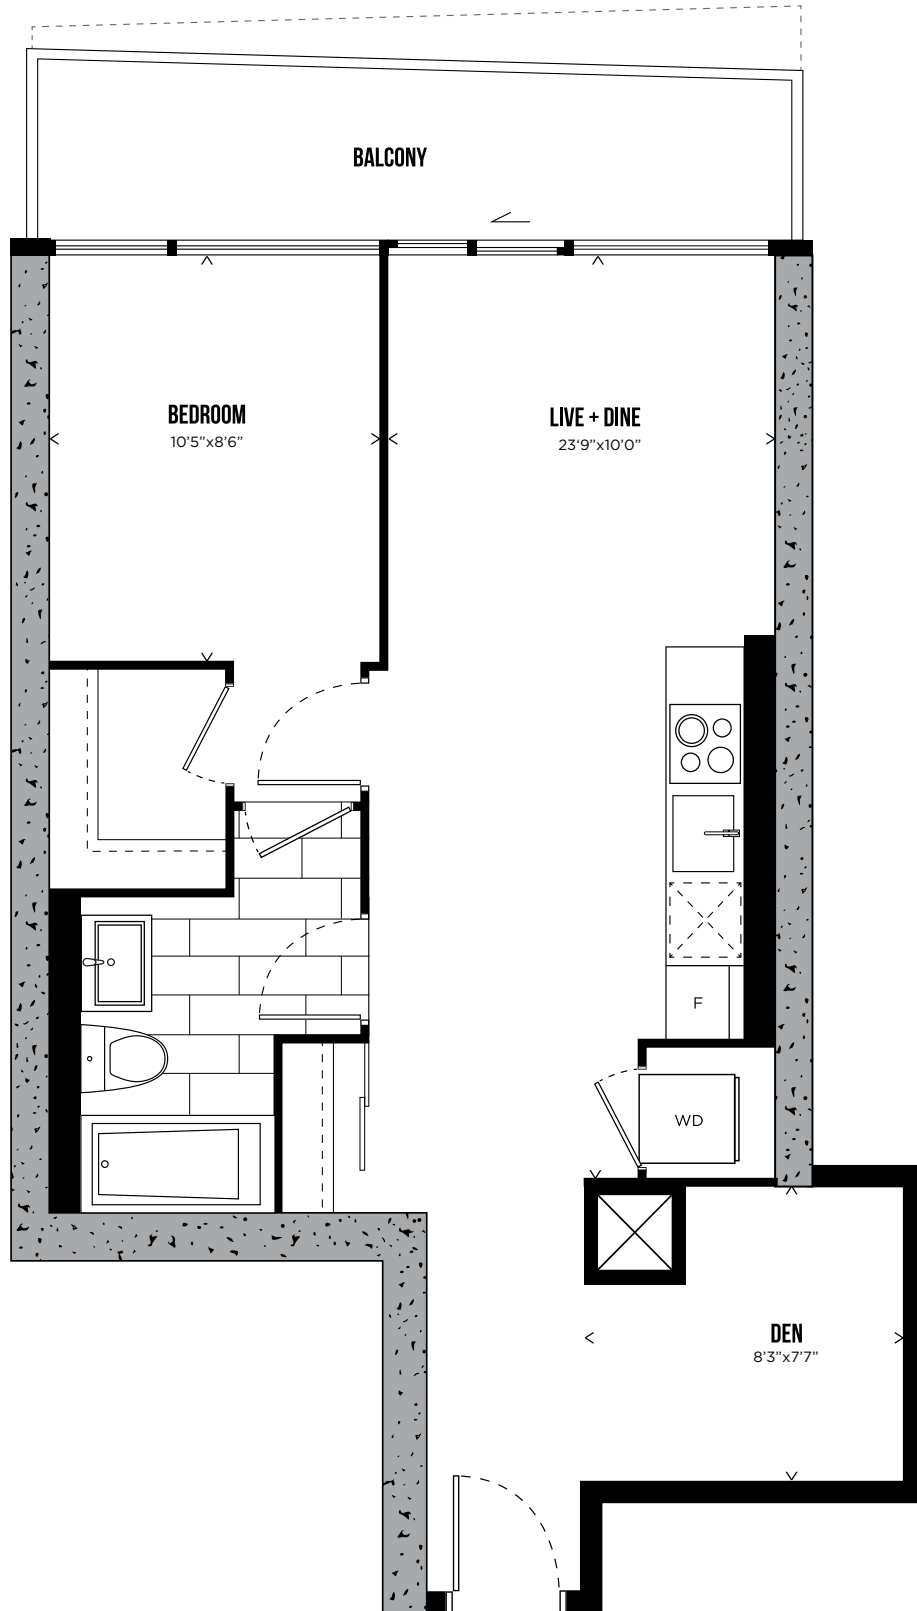 BALCONY
BEDROOM
10'5”x8'6”
LIVE + DINE
23‘9”x10'0”
F
WD
DEN
8'3”x7'7”